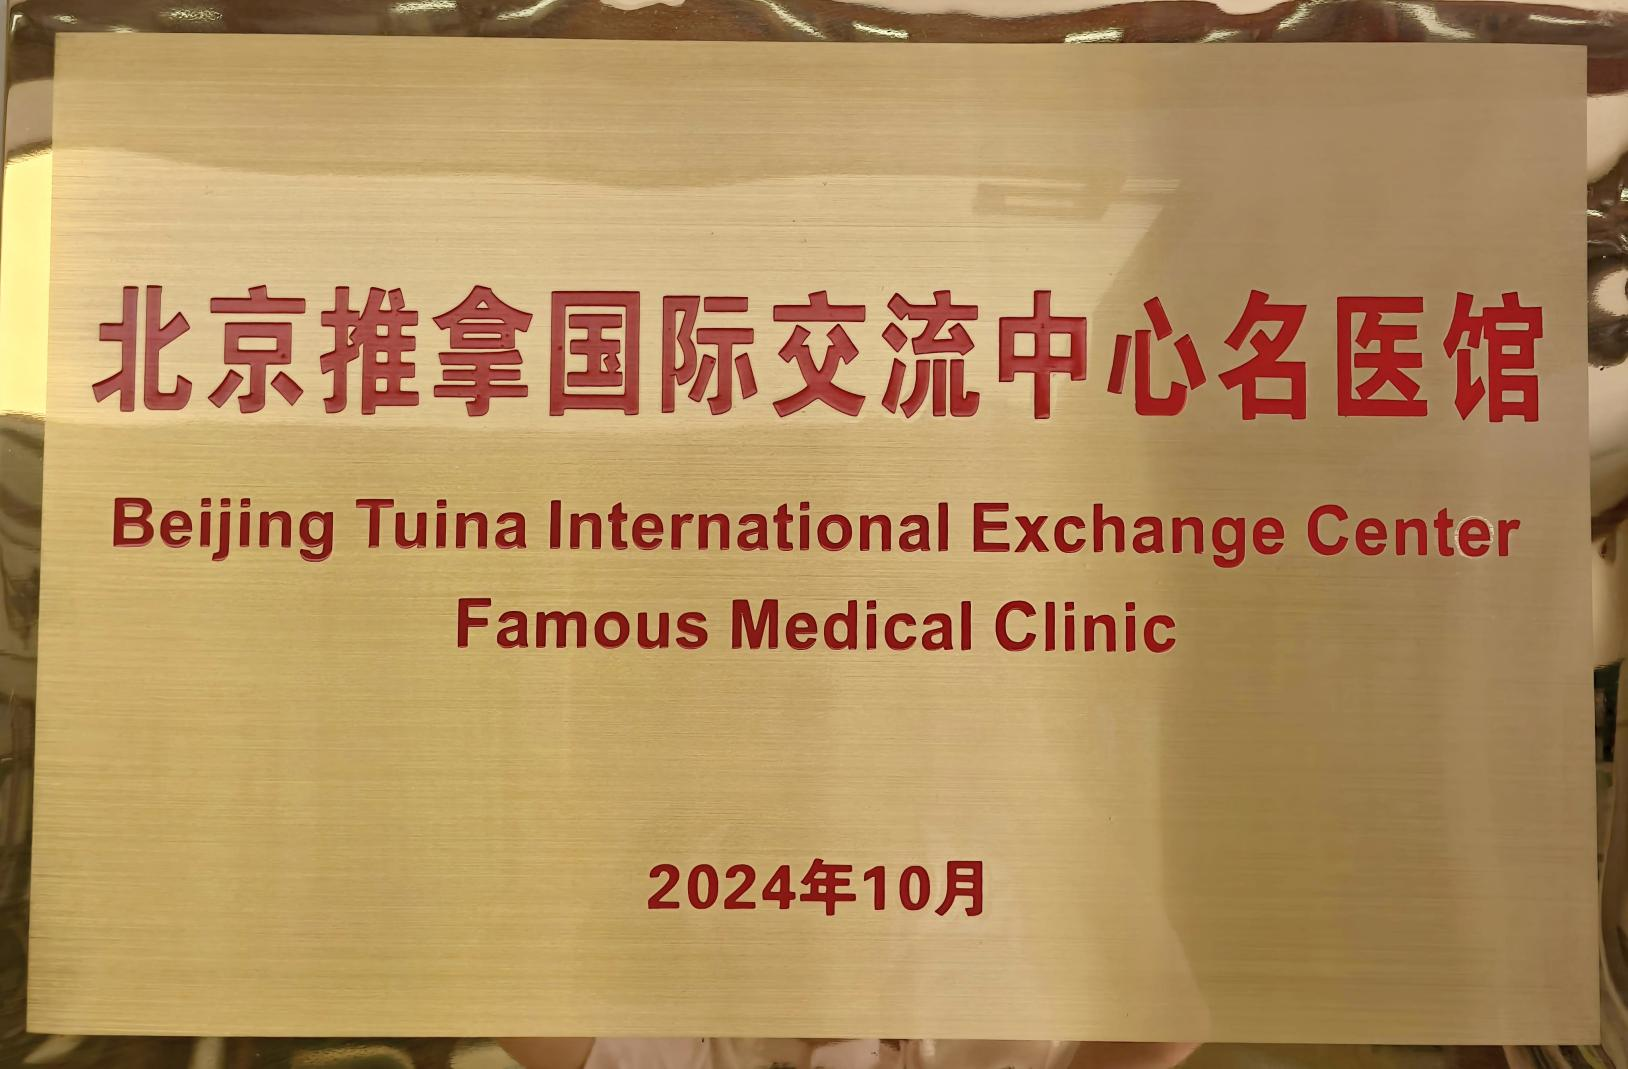 北京推拿国际交流中心名医馆
Beijing Tuina International Exchange Center
Famous Medical Clinic
2024年10月